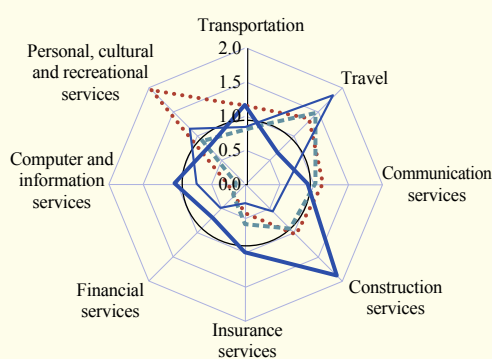 Transportation
2.0
Personal, cultural
and recreational
services
Travel
1.5
1.0
0.5
0.0
Computer and
information
services
Communication
services
Financial
services
Construction
services
Insurance
services